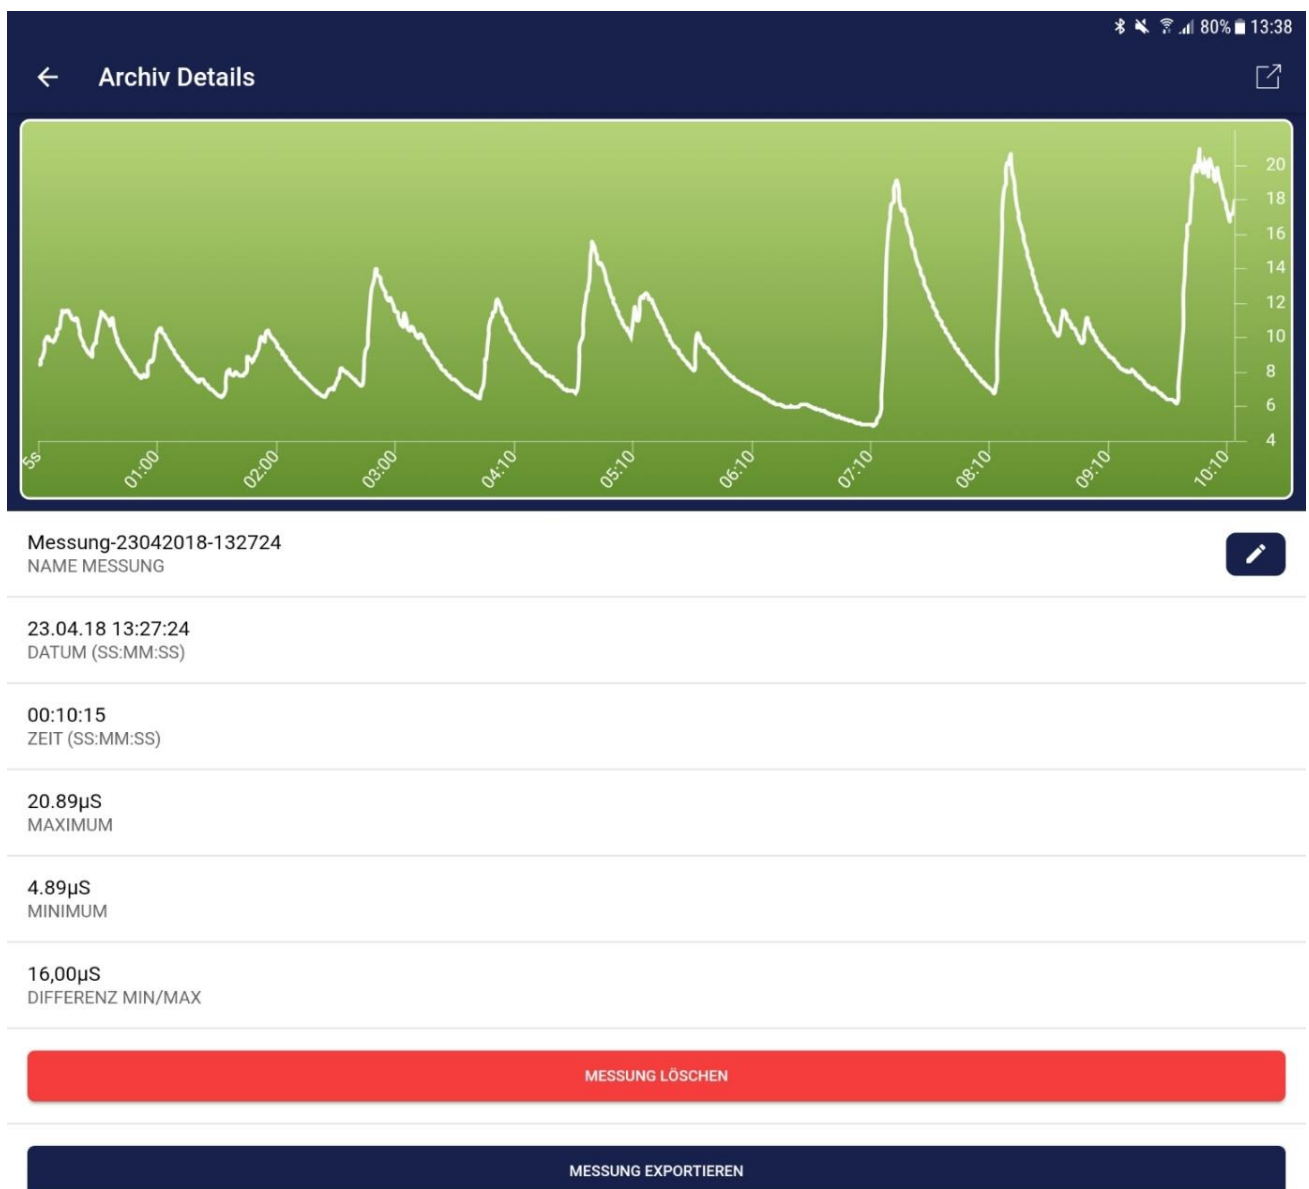 80% 13:38
Archiv Details
20
18
16
14
12
10
8
6
4
5s 01:00 02:00 03:00 04:10 05:10 06:10 07:10 08:10 09:10 10:10
Messung-23042018-132724
NAME MESSUNG
23.04.18 13:27:24
DATUM (SS:MM:SS)
00:10:15
ZEIT (SS:MM:SS)
20.89µS
MAXIMUM
4.89µS
MINIMUM
16,00µS
DIFFERENZ MIN/MAX
MESSUNG LÖSCHEN
MESSUNG EXPORTIEREN